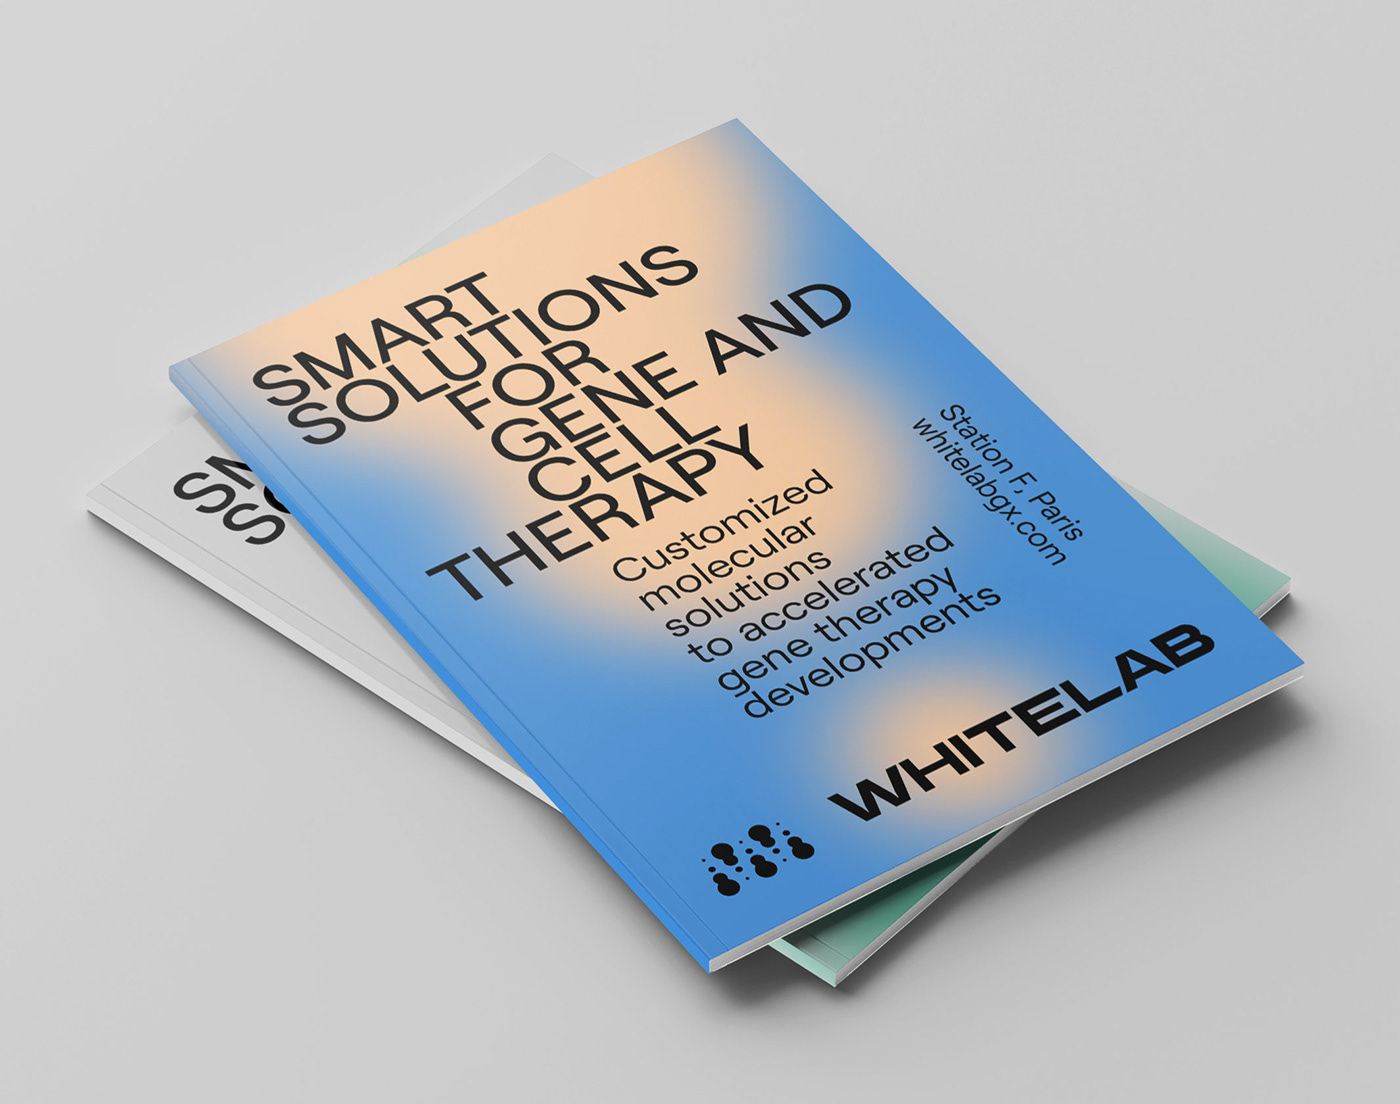 SMART
SOLUTIONS
FOR
GENE AND
CELL
THERAPY
Customized
molecular
solutions
to accelerated
gene therapy
developments
Station F, Paris
whitelabgx.com
WHITELAB